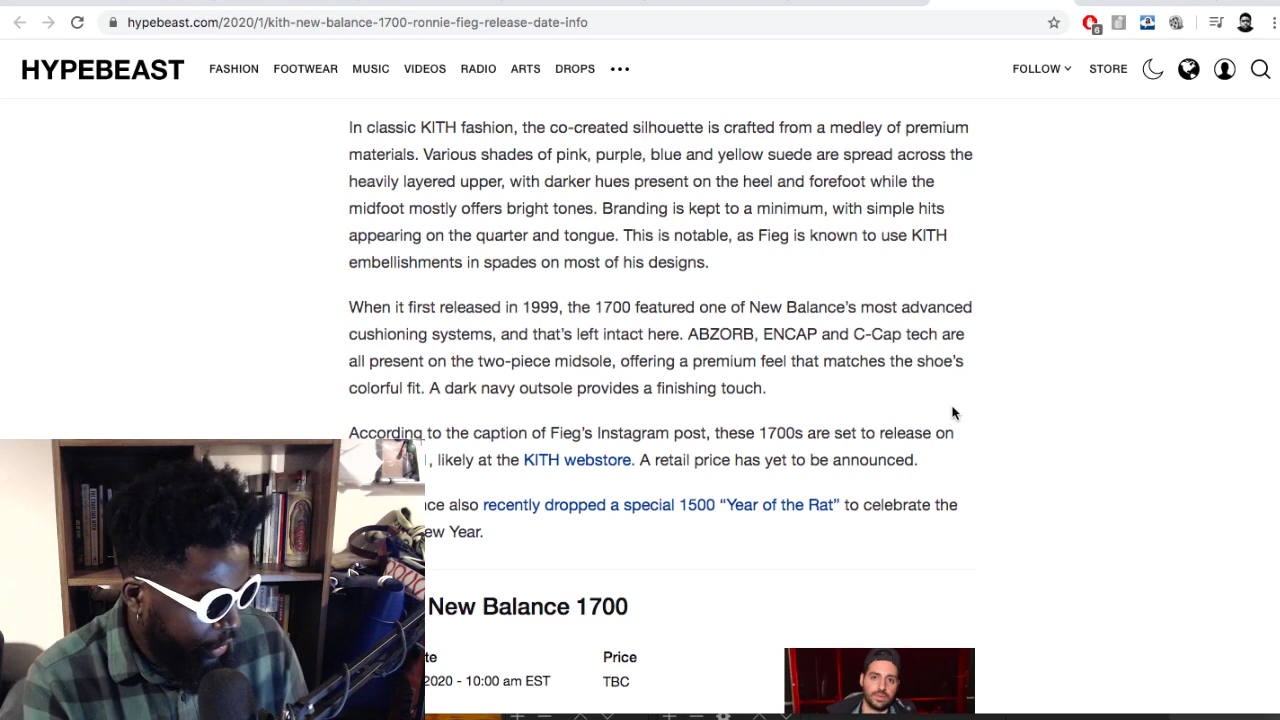 hypebeast.com/2020/1/kith-new-balance-1700-ronnie-fieg-release-date-info
6
HYPEBEAST FASHION FOOTWEAR MUSIC VIDEOS RADIO ARTS DROPS ••• FOLLOW STORE
In classic KITH fashion, the co-created silhouette is crafted from a medley of premium
materials. Various shades of pink, purple, blue and yellow suede are spread across the
heavily layered upper, with darker hues present on the heel and forefoot while the
midfoot mostly offers bright tones. Branding is kept to a minimum, with simple hits
appearing on the quarter and tongue. This is notable, as Fieg is known to use KITH
embellishments in spades on most of his designs.
When it first released in 1999, the 1700 featured one of New Balance’s most advanced
cushioning systems, and that’s left intact here. ABZORB, ENCAP and C-Cap tech are
all present on the two-piece midsole, offering a premium feel that matches the shoe’s
colorful fit. A dark navy outsole provides a finishing touch.
According to the caption of Fieg’s Instagram post, these 1700s are set to release on
, likely at the KITH webstore. A retail price has yet to be announced.
nce also recently dropped a special 1500 “Year of the Rat” to celebrate the
ew Year.
New Balance 1700
te Price
2020 - 10:00 am EST TBC